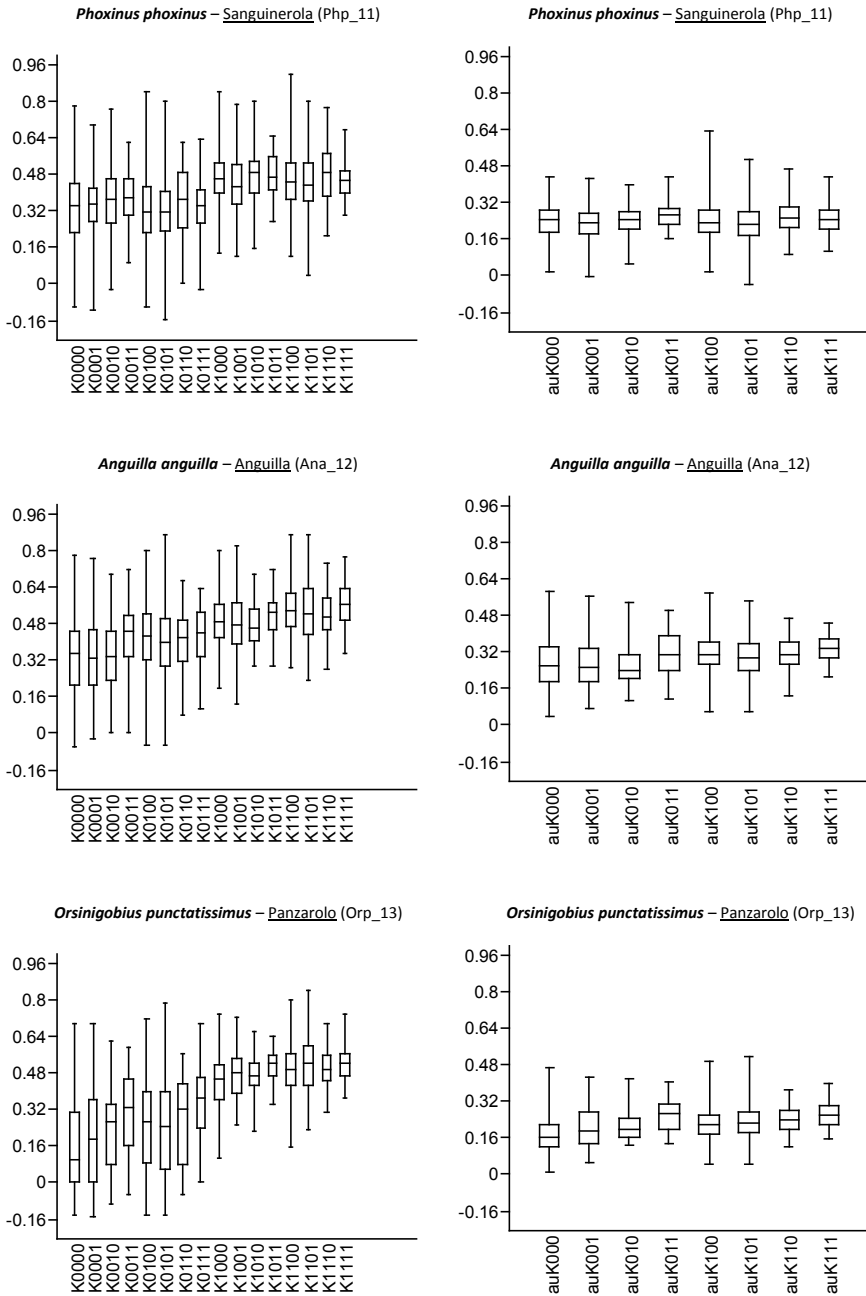 Phoxinus phoxinus – Sanguinerola (Php_11)
0.96
0.8
0.64
0.48
0.32
0.16
0
-0.16
K0000
K0001
K0010
K0011
K0100
K0101
K0110
K0111
K1000
K1001
K1010
K1011
K1100
K1101
K1110
K1111
Phoxinus phoxinus – Sanguinerola (Php_11)
0.96
0.8
0.64
0.48
0.32
0.16
0
-0.16
auK000
auK001
auK010
auK011
auK100
auK101
auK110
auK111
Anguilla anguilla – Anguilla (Ana_12)
0.96
0.8
0.64
0.48
0.32
0.16
0
-0.16
K0000
K0001
K0010
K0011
K0100
K0101
K0110
K0111
K1000
K1001
K1010
K1011
K1100
K1101
K1110
K1111
Anguilla anguilla – Anguilla (Ana_12)
0.96
0.8
0.64
0.48
0.32
0.16
0
-0.16
auK000
auK001
auK010
auK011
auK100
auK101
auK110
auK111
Orsinigobius punctatissimus – Panzarolo (Orp_13)
0.96
0.8
0.64
0.48
0.32
0.16
0
-0.16
K0000
K0001
K0010
K0011
K0100
K0101
K0110
K0111
K1000
K1001
K1010
K1011
K1100
K1101
K1110
K1111
Orsinigobius punctatissimus – Panzarolo (Orp_13)
0.96
0.8
0.64
0.48
0.32
0.16
0
-0.16
auK000
auK001
auK010
auK011
auK100
auK101
auK110
auK111